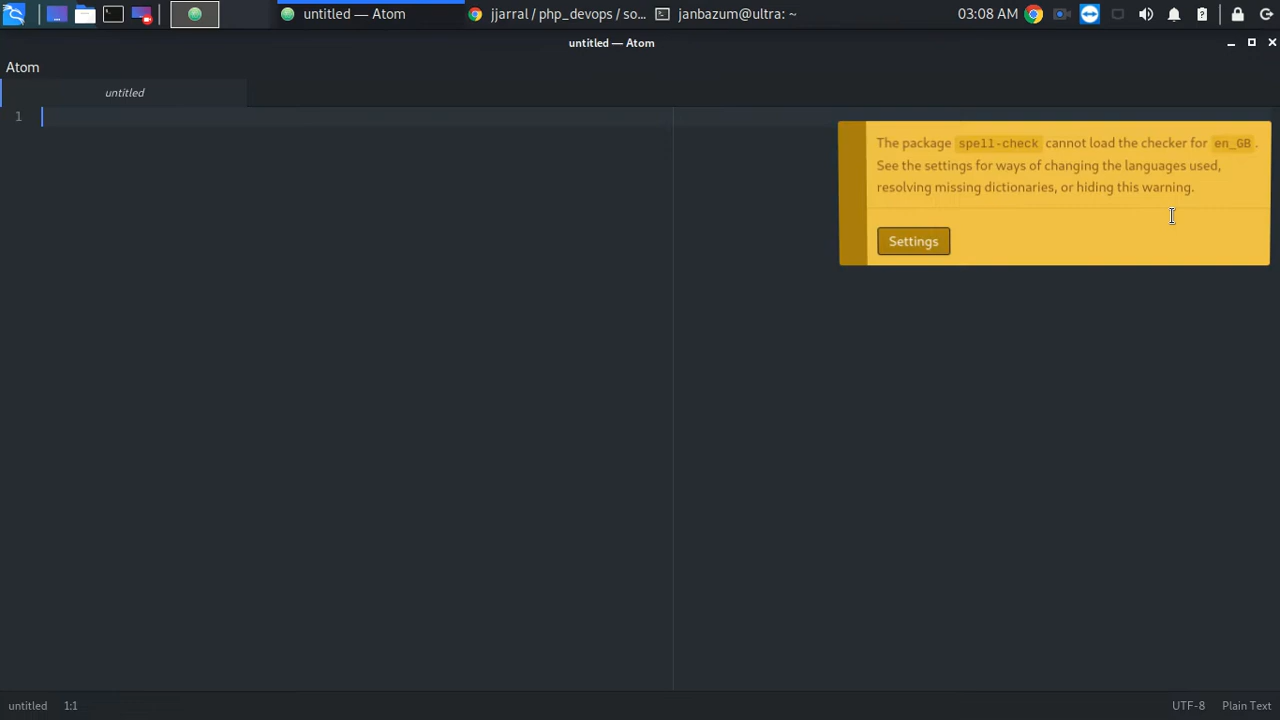 untitled — Atom
jjarral / php_devops / so...
janbazum@ultra: ~
03:08 AM
untitled — Atom
Atom
untitled
1
The package spell-check cannot load the checker for en_GB.
See the settings for ways of changing the languages used,
resolving missing dictionaries, or hiding this warning.
Settings
untitled 1:1
UTF-8 Plain Text